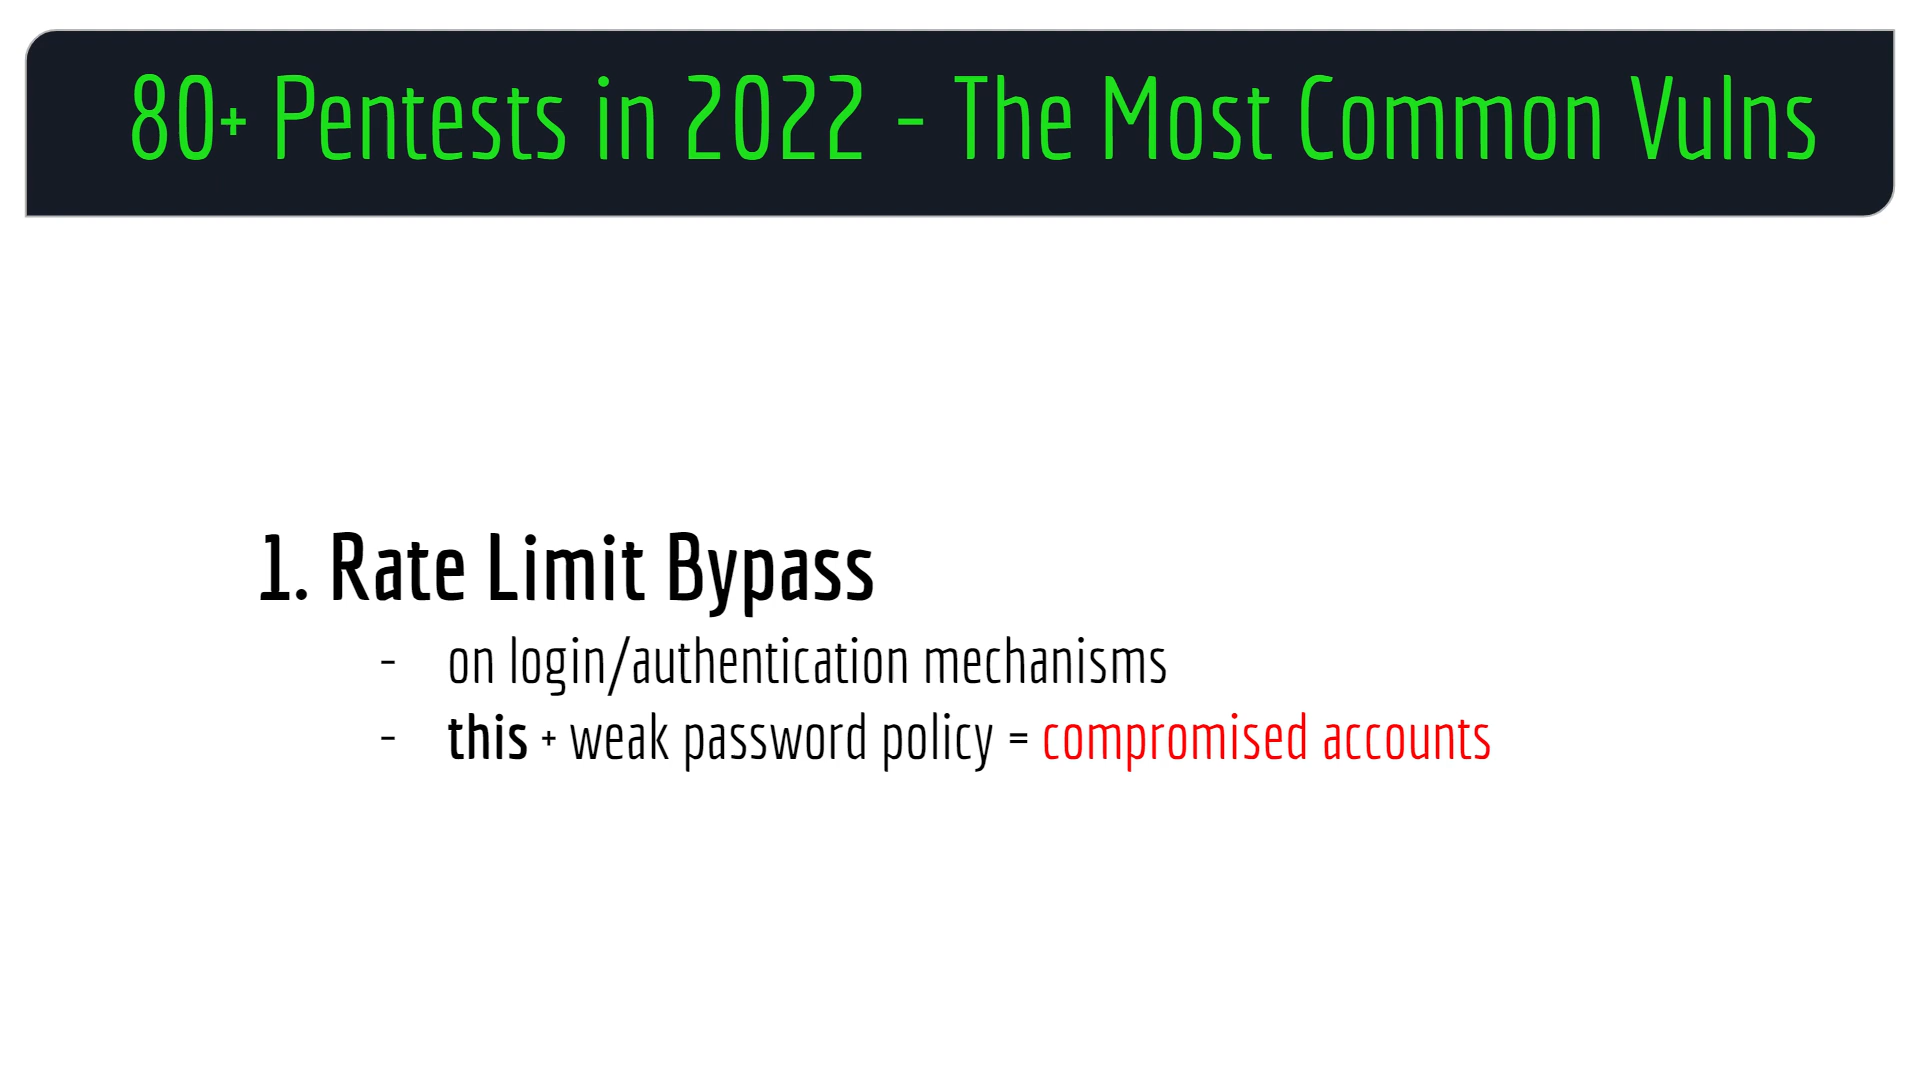 80+ Pentests in 2022 - The Most Common Vulns
1. Rate Limit Bypass
- on login/authentication mechanisms
- this + weak password policy = compromised accounts